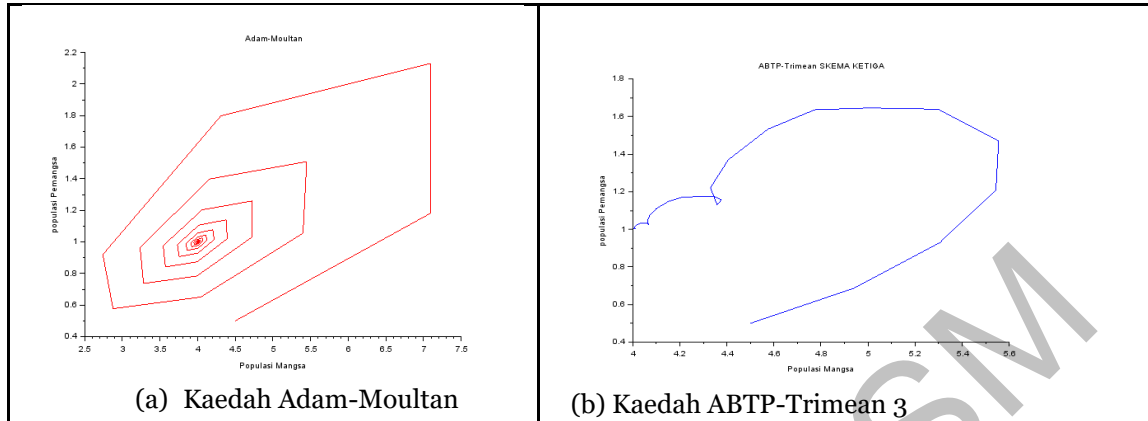 Adam-Moultan
2.2
2
1.8
1.6
1.4
1.2
1
0.8
0.6
0.4
populasi Pemangsa
2.5 3 3.5 4 4.5 5 5.5 6 6.5 7 7.5
Populasi Mangsa
(a) Kaedah Adam-Moultan
ABTP-Trimean SKEMA KETIGA
1.8
1.6
1.4
1.2
1
0.8
0.6
0.4
populasi Pemangsa
4 4.2 4.4 4.6 4.8 5 5.2 5.4 5.6
Populasi Mangsa
(b) Kaedah ABTP-Trimean 3
SM